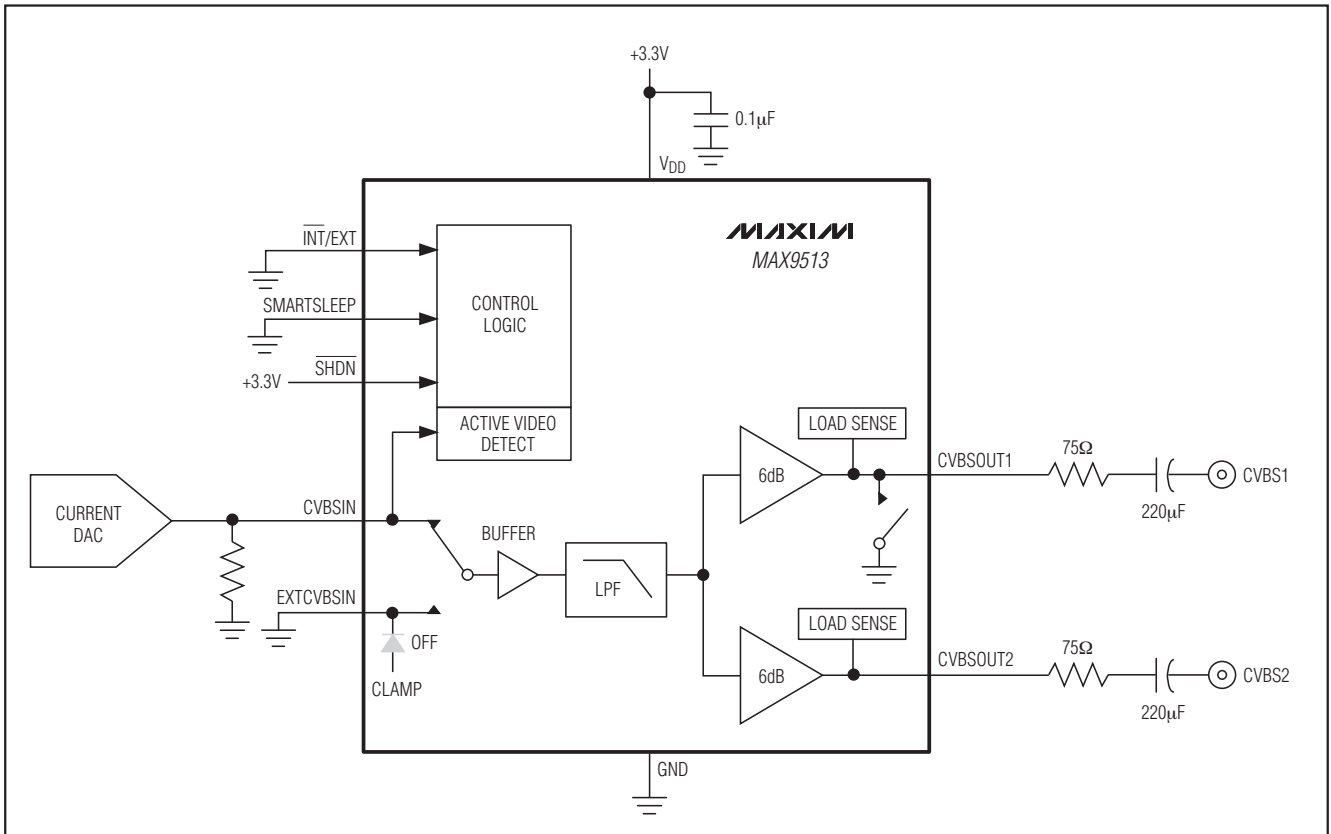 +3.3V
0.1µF
VDD
MAXIM
MAX9513
INT/EXT
SMARTSLEEP
SHDN
+3.3V
CONTROL
LOGIC
ACTIVE VIDEO
DETECT
CURRENT
DAC
CVBSIN
EXTCVBSIN
OFF
CLAMP
BUFFER
LPF
6dB
LOAD SENSE
CVBSOUT1
75Ω
220µF
CVBS1
6dB
LOAD SENSE
CVBSOUT2
75Ω
220µF
CVBS2
GND